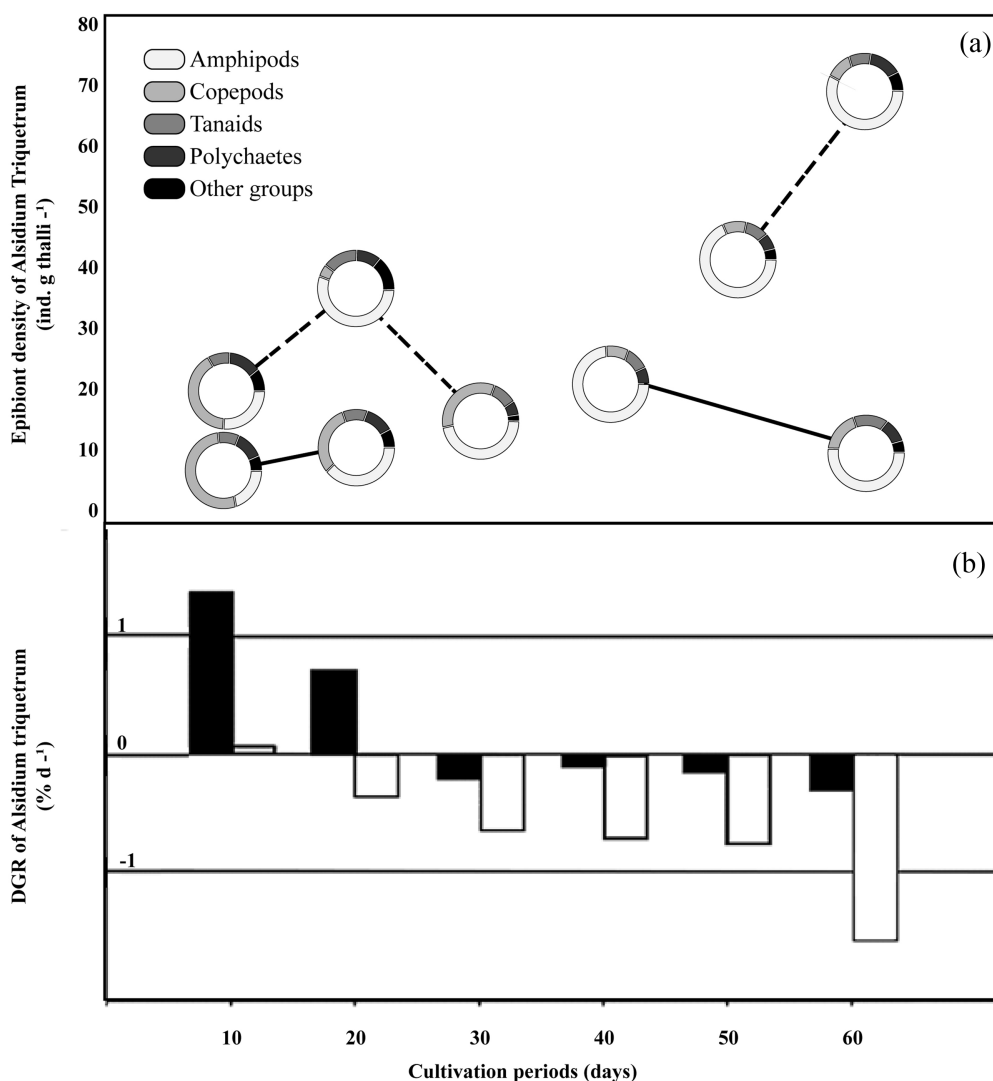 (a)
80
70
60
50
40
30
20
10
0
Epibiont density of Alsidium Triquetrum
(ind. g thalli -¹)
Amphipods
Copepods
Tanaids
Polychaetes
Other groups
(b)
1
0
-1
DGR of Alsidium triquetrum
(% d -¹)
10 20 30 40 50 60
Cultivation periods (days)